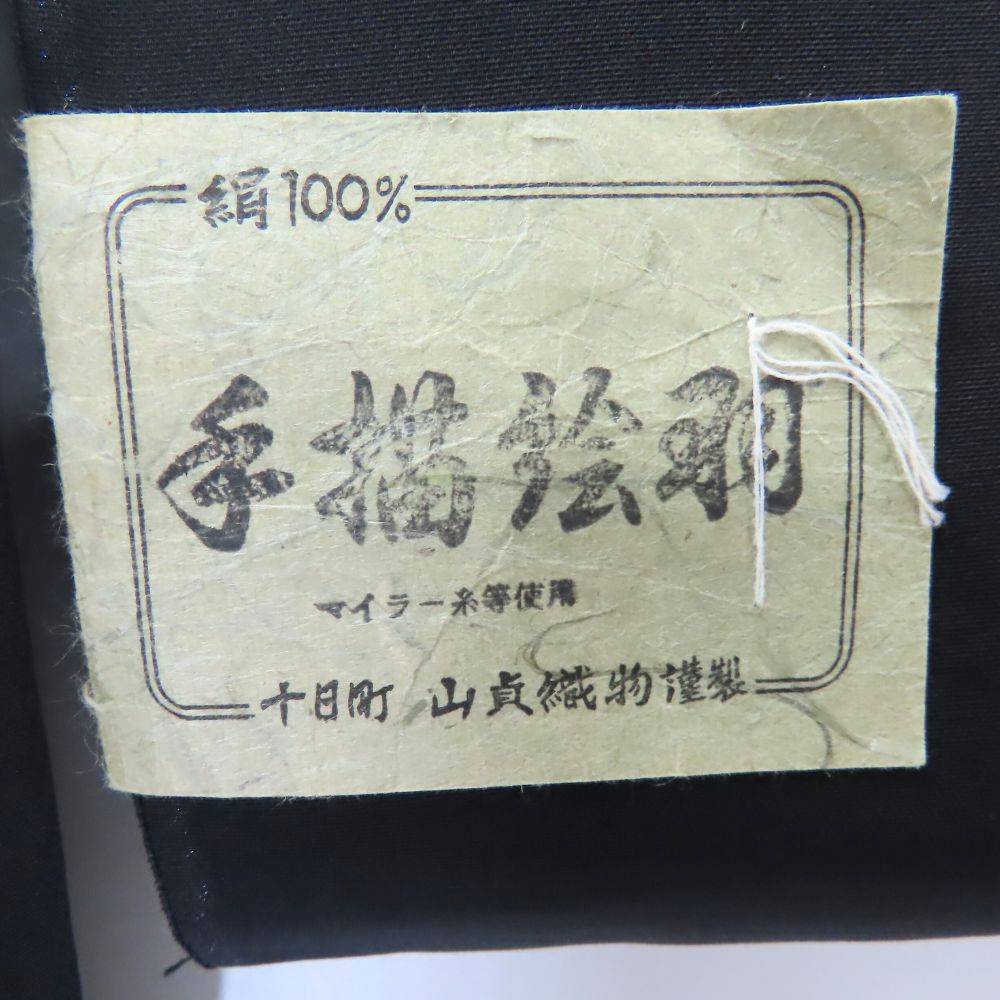 絹100%
手描絵羽
マイラー糸等使用
十日町 山貞織物謹製